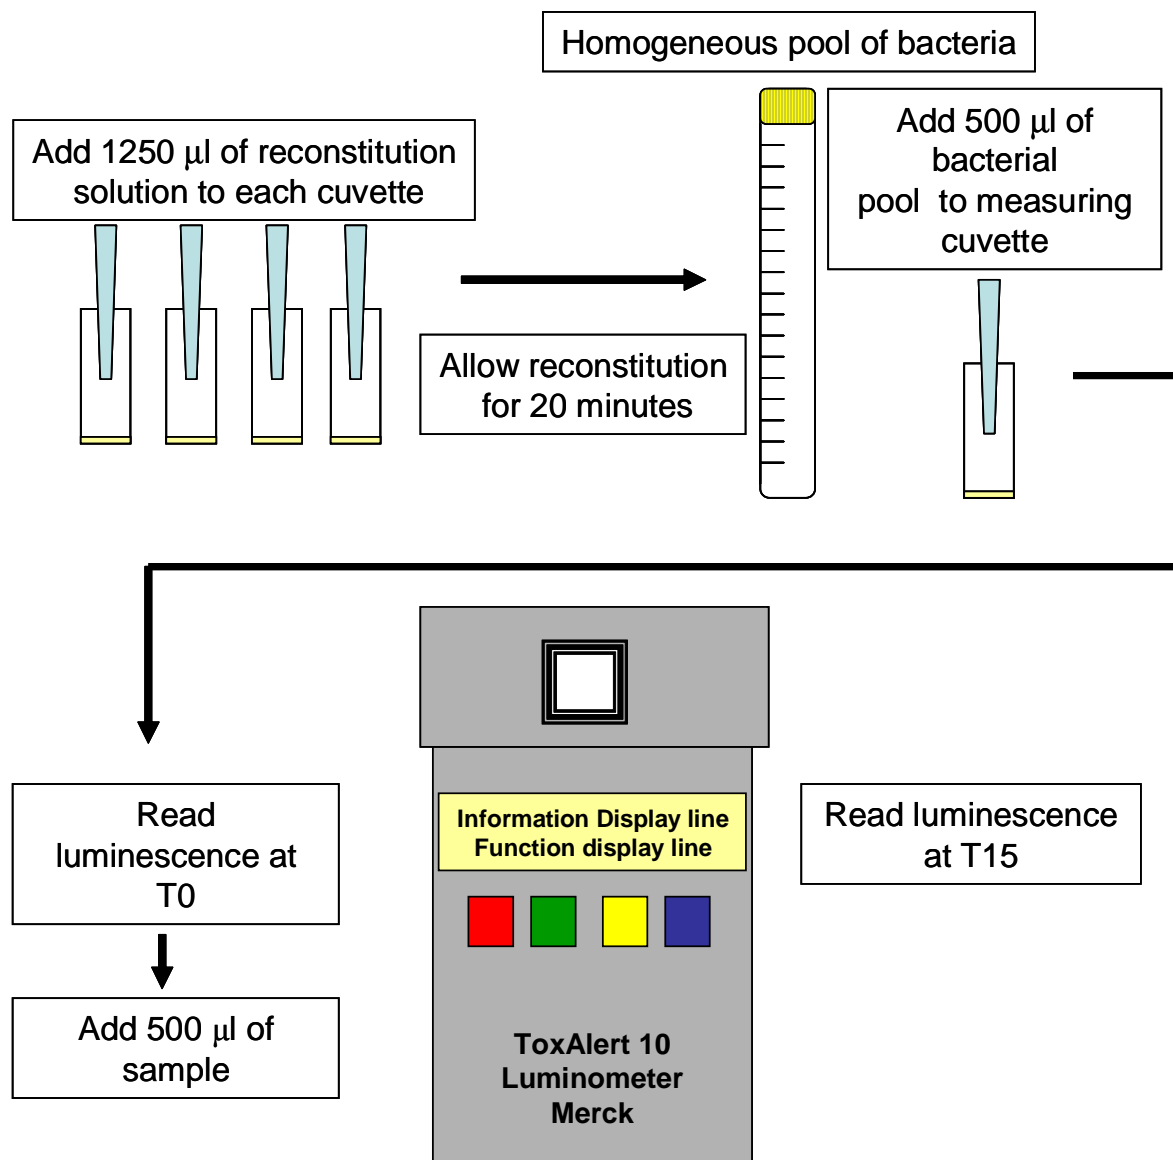 Homogeneous pool of bacteria
Add 1250 μl of reconstitution
solution to each cuvette
Add 500 μl of
bacterial
pool to measuring
cuvette
Allow reconstitution
for 20 minutes
Read
luminescence at
T0
Add 500 μl of
sample
Information Display line
Function display line
ToxAlert 10
Luminometer
Merck
Read luminescence
at T15